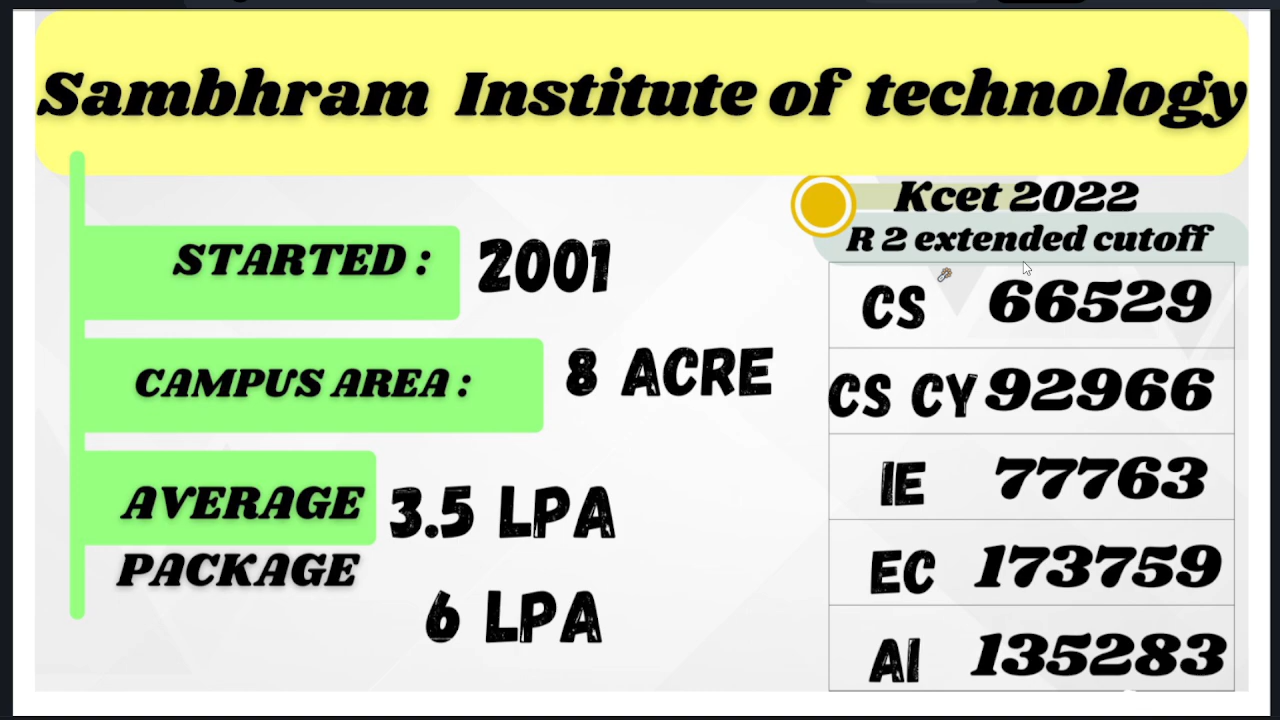 Sambhram Institute of technology
STARTED : 2001
CAMPUS AREA : 8 ACRE
AVERAGE 3.5 LPA
PACKAGE
6 LPA
Kcet 2022
R 2 extended cutoff
CS 66529
CS CY 92966
IE 77763
EC 173759
AI 135283